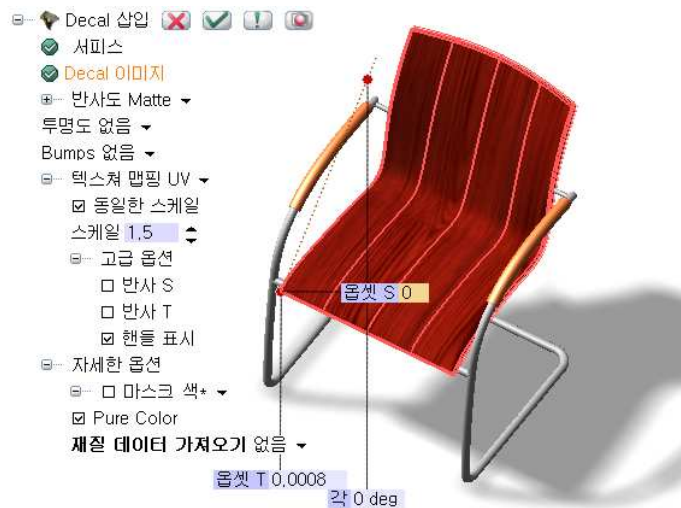 Decal 삽입
서피스
Decal 이미지
반사도 Matte
투명도 없음
Bumps 없음
텍스쳐 맵핑 UV
동일한 스케일
스케일 1,5
고급 옵션
반사 S
옵셋 S 0
반사 T
핸들 표시
자세한 옵션
마스크 색*
Pure Color
재질 데이터 가져오기 없음
옵셋 T 0,0008
각 0 deg